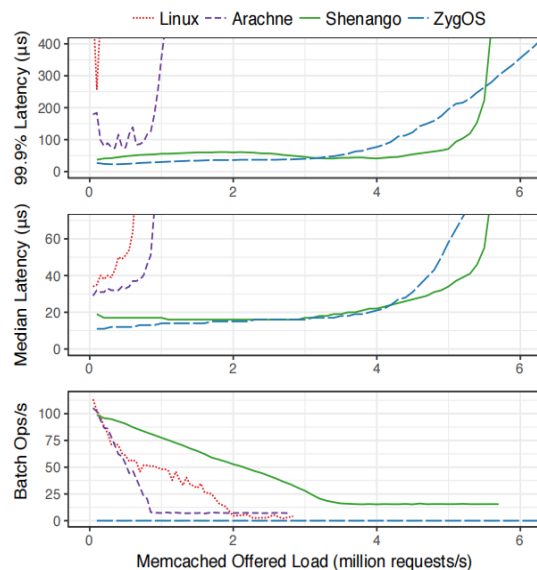 Linux Arachne Shenango ZygOS
99.9% Latency (μs)
400
300
200
100
0
0 2 4 6
Median Latency (μs)
60
40
20
0
0 2 4 6
Batch Ops/s
100
75
50
25
0
0 2 4 6
Memcached Offered Load (million requests/s)